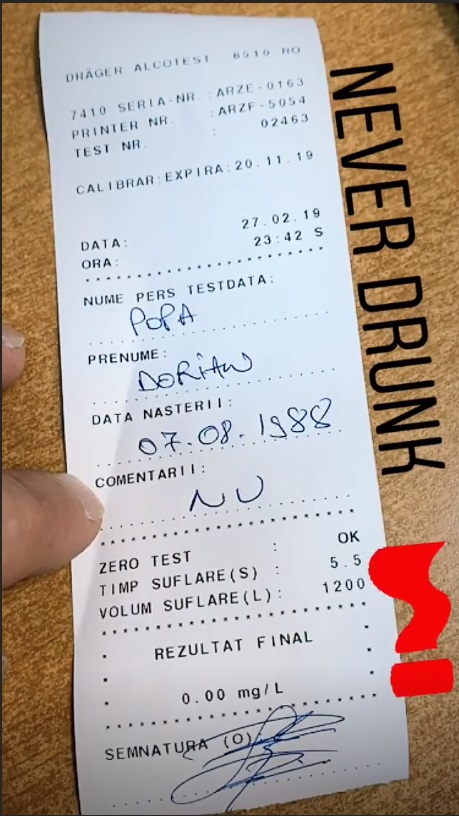 DRÄGER ALCOTEST 6510 RO
7410 SERIA-NR. :ARZE-0163
PRINTER NR. :ARZF-5054
TEST NR. : 02463
CALIBRAR:EXPIRA:20.11.19
DATA: 27.02.19
ORA: 23:42 S
NUME PERS TESTDATA:
POPA
PRENUME:
DORIAN
DATA NASTERII:
07.08.1988
COMENTARII:
NU
ZERO TEST : OK
TIMP SUFLARE(S) : 5.5
VOLUM SUFLARE(L): 1200
REZULTAT FINAL
0.00 mg/L
SEMNATURA (O)
NEVER DRUNK